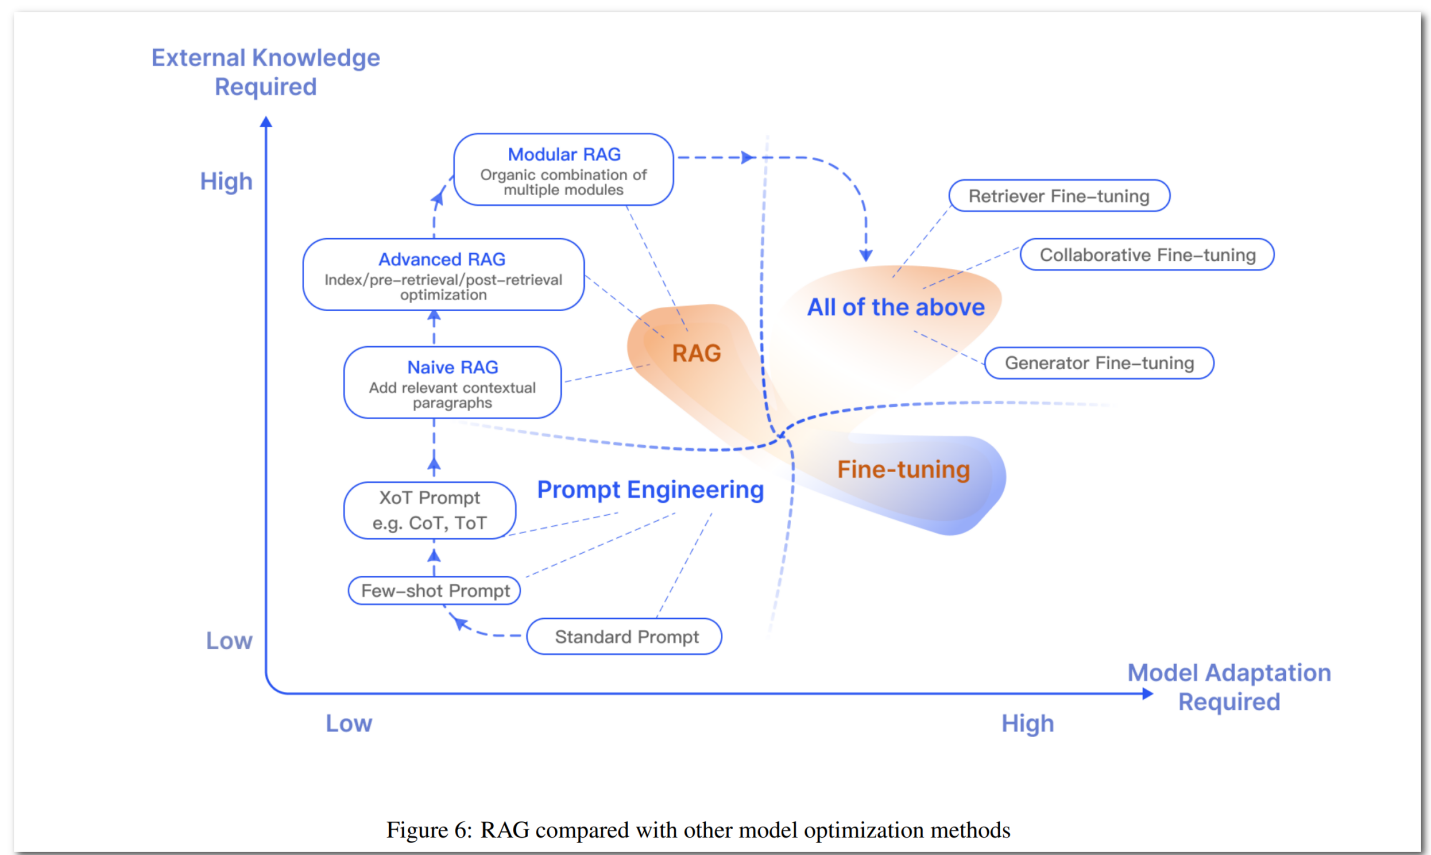 External Knowledge
Required
High
Modular RAG
Organic combination of
multiple modules
Retriever Fine-tuning
Advanced RAG
Index/pre-retrieval/post-retrieval
optimization
Collaborative Fine-tuning
All of the above
RAG
Naive RAG
Add relevant contextual
paragraphs
Generator Fine-tuning
Fine-tuning
Prompt Engineering
XoT Prompt
e.g. CoT, ToT
Few-shot Prompt
Standard Prompt
Low
Model Adaptation
Required
Low
High
Figure 6: RAG compared with other model optimization methods